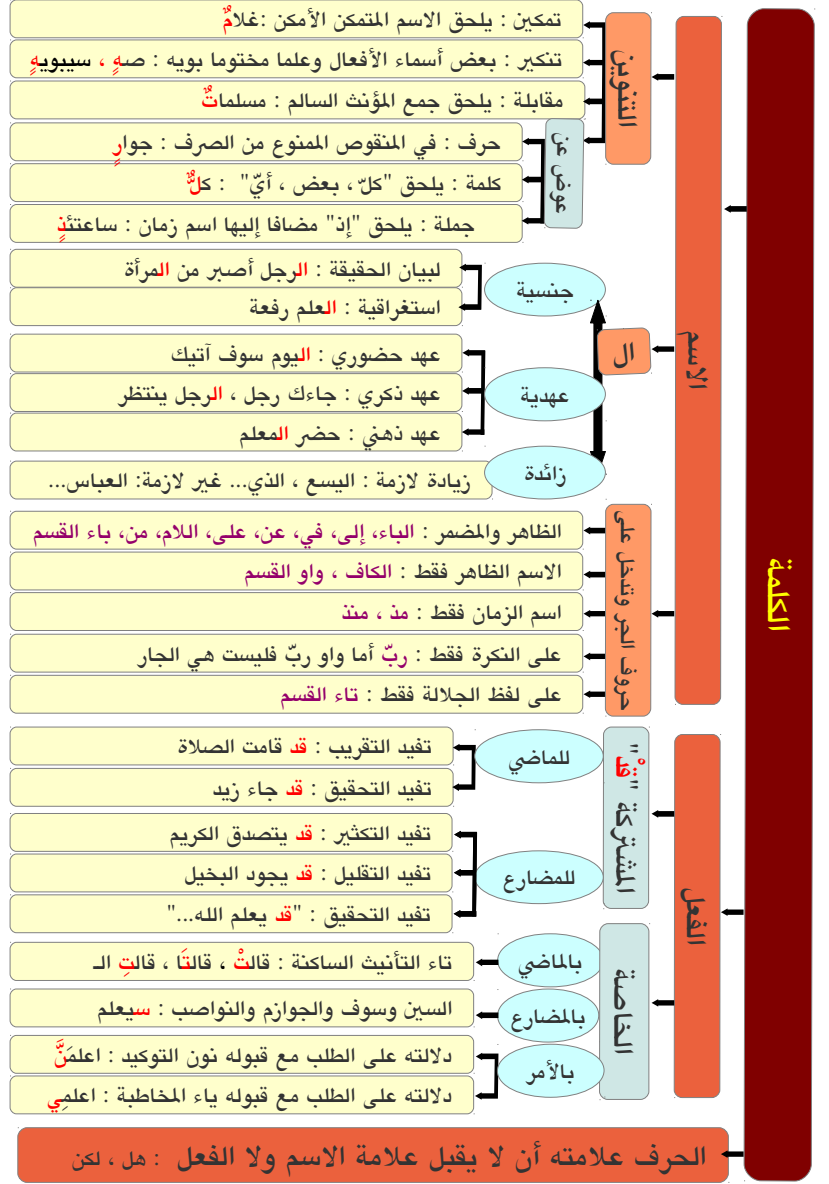 الكلمة
الاسم
التنوين
تمكين : يلحق الاسم المتمكن الأمكن :غلامٌ
تنكير : بعض أسماء الأفعال وعلما مختوما بويه : صهٍ ، سيبويهٍ
مقابلة : يلحق جمع المؤنث السالم : مسلماتٌ
عوض عن
حرف : في المنقوص الممنوع من الصرف : جوارٍ
كلمة : يلحق "كلّ ، بعض ، أيّ" : كلٌّ
جملة : يلحق "إذ" مضافا إليها اسم زمان : ساعتئذٍ
ال
جنسية
لبيان الحقيقة : الرجل أصبر من المرأة
استغراقية : العلم رفعة
عهدية
عهد حضوري : اليوم سوف آتيك
عهد ذكري : جاءك رجل ، الرجل ينتظر
عهد ذهني : حضر المعلم
زائدة
زيادة لازمة : اليسع ، الذي... غير لازمة: العباس...
حروف الجر وتدخل على
الظاهر والمضمر : الباء، إلى، في، عن، على، اللام، من، باء القسم
الاسم الظاهر فقط : الكاف ، واو القسم
اسم الزمان فقط : مذ ، منذ
على النكرة فقط : ربّ أما واو ربّ فليست هي الجار
على لفظ الجلالة فقط : تاء القسم
الفعل
المشتركة "قدْ"
للماضي
تفيد التقريب : قد قامت الصلاة
تفيد التحقيق : قد جاء زيد
للمضارع
تفيد التكثير : قد يتصدق الكريم
تفيد التقليل : قد يجود البخيل
تفيد التحقيق : "قد يعلم الله..."
الخاصة
بالماضي
تاء التأنيث الساكنة : قالتْ ، قالتَا ، قالتِ الـ
بالمضارع
السين وسوف والجوازم والنواصب : سيعلم
بالأمر
دلالته على الطلب مع قبوله نون التوكيد : اعلمَنَّ
دلالته على الطلب مع قبوله ياء المخاطبة : اعلمِي
الحرف علامته أن لا يقبل علامة الاسم ولا الفعل : هل ، لكن